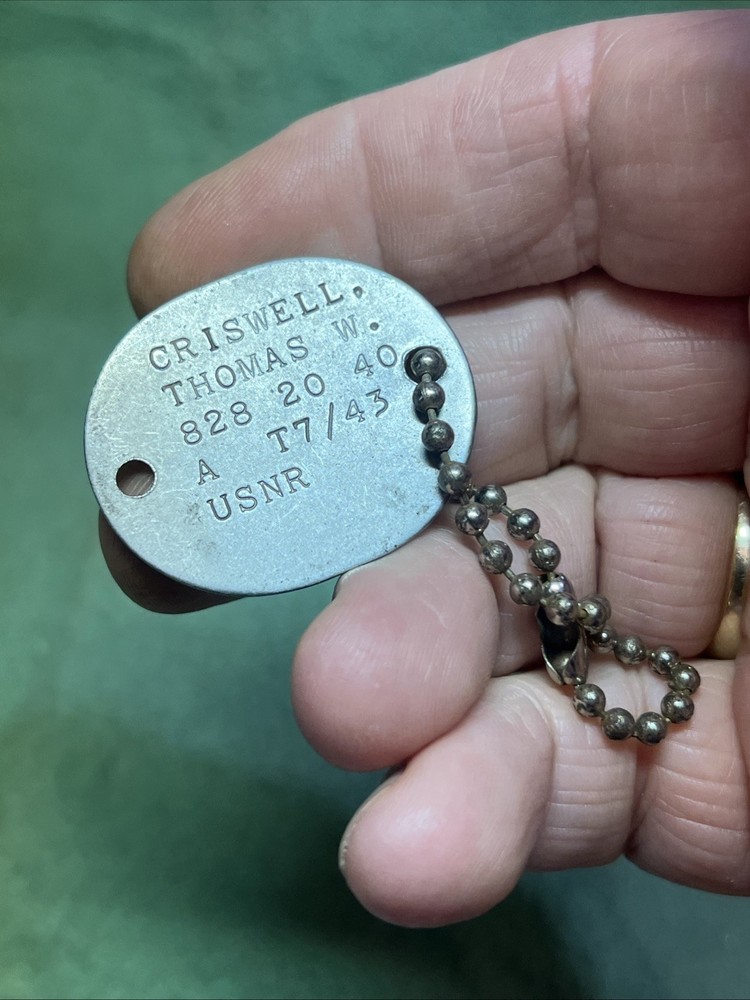 CRISWELL.
THOMAS W.
828 20 40
A T7/43
USNR